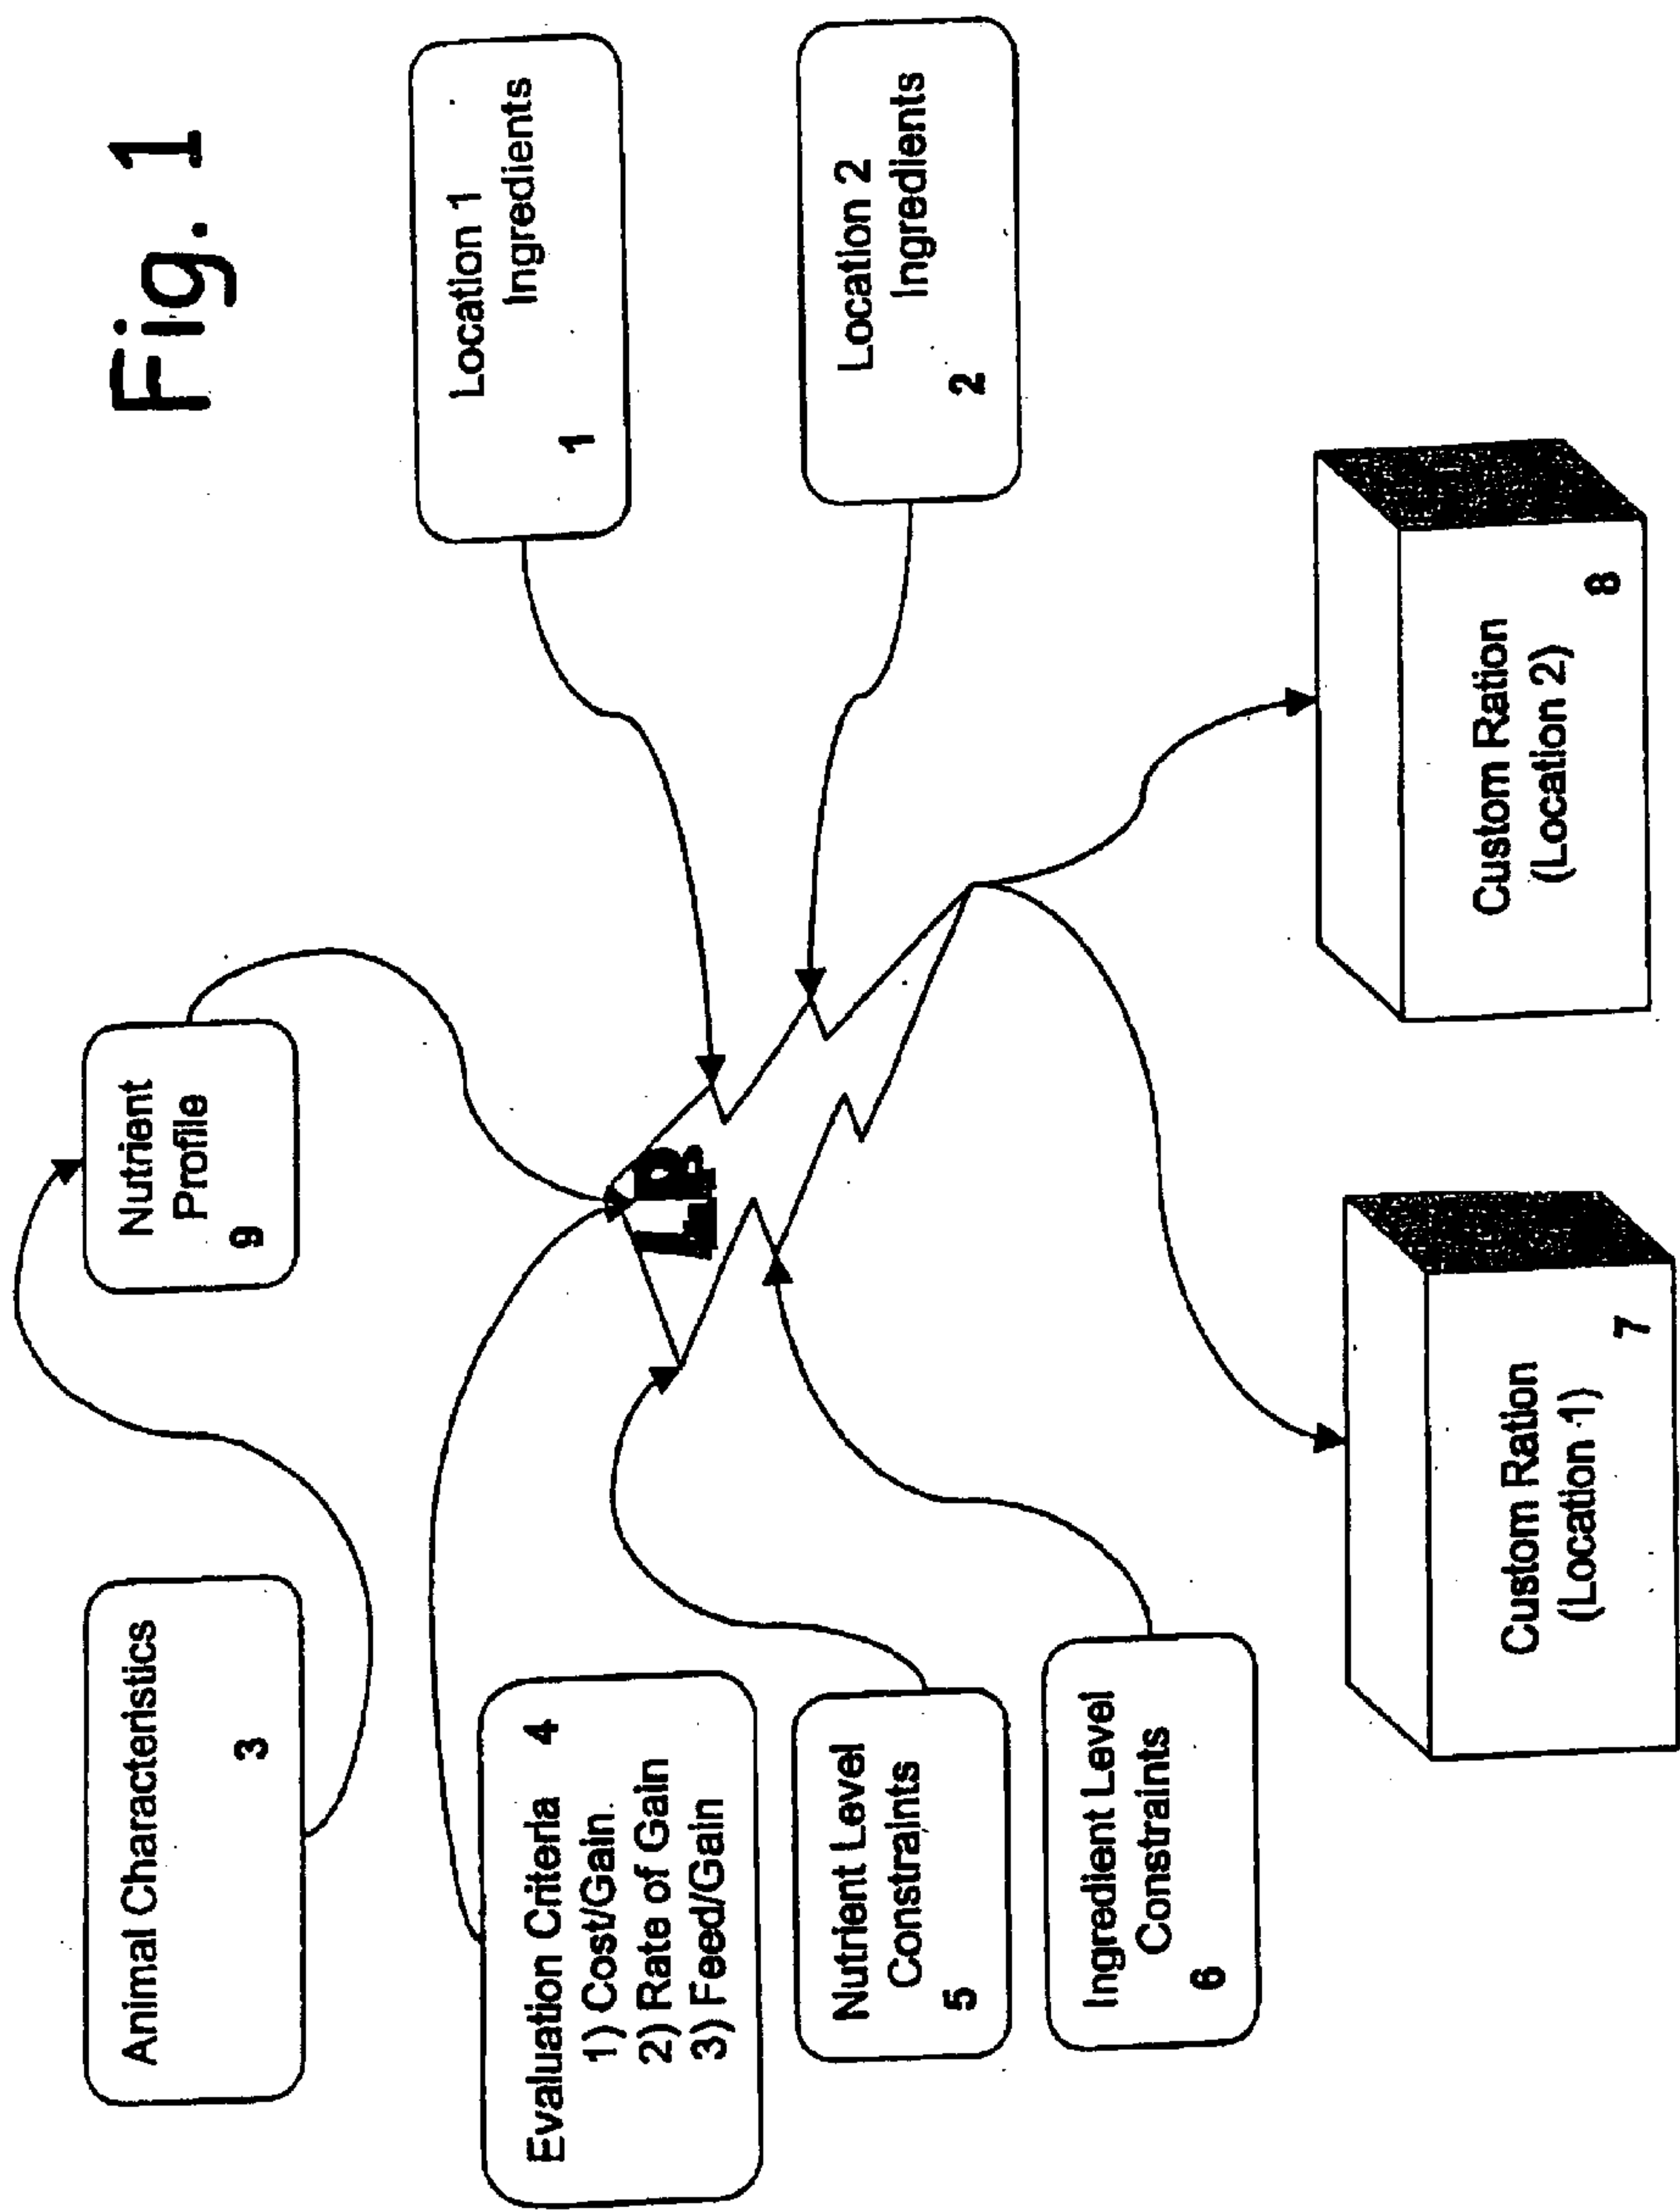 Fig. 1
Animal Characteristics
3
Nutrient
Profile
9
Location 1
Ingredients
1
Evaluation Criteria 4
1) Cost/Gain
2) Rate of Gain
3) Feed/Gain
LP
Location 2
Ingredients
2
Nutrient Level
Constraints
5
Ingredient Level
Constraints
6
Custom Ration
(Location 1)
7
Custom Ration
(Location 2)
8